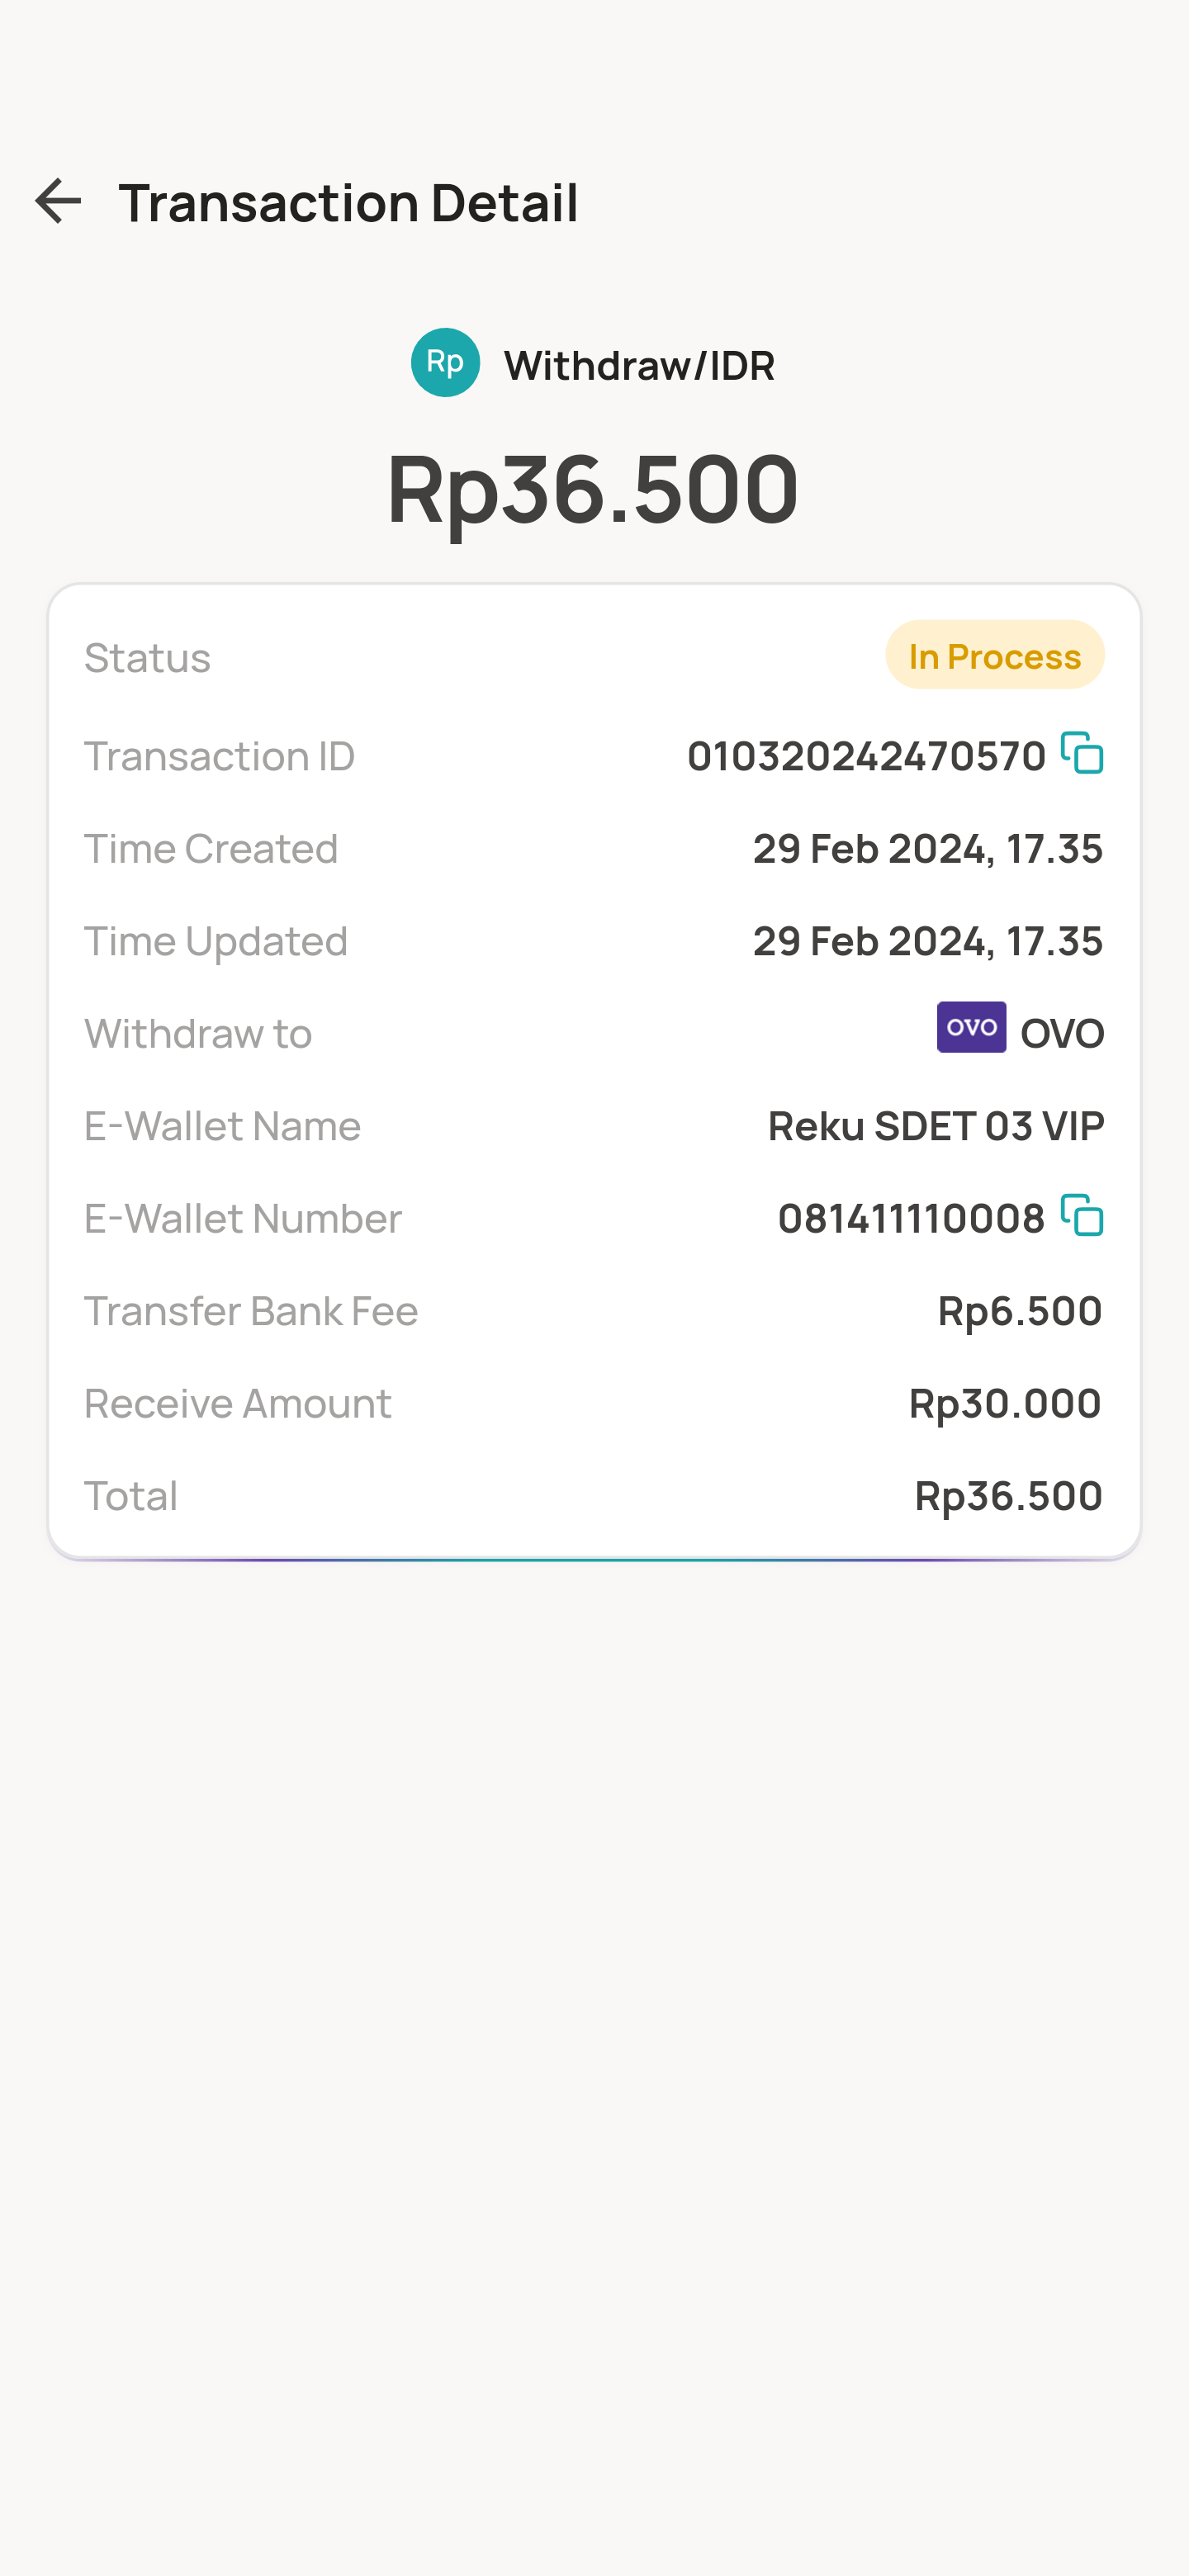 Transaction Detail
Rp Withdraw/IDR
Rp36.500
Status In Process
Transaction ID 010320242470570
Time Created 29 Feb 2024, 17.35
Time Updated 29 Feb 2024, 17.35
Withdraw to OVO OVO
E-Wallet Name Reku SDET 03 VIP
E-Wallet Number 081411110008
Transfer Bank Fee Rp6.500
Receive Amount Rp30.000
Total Rp36.500